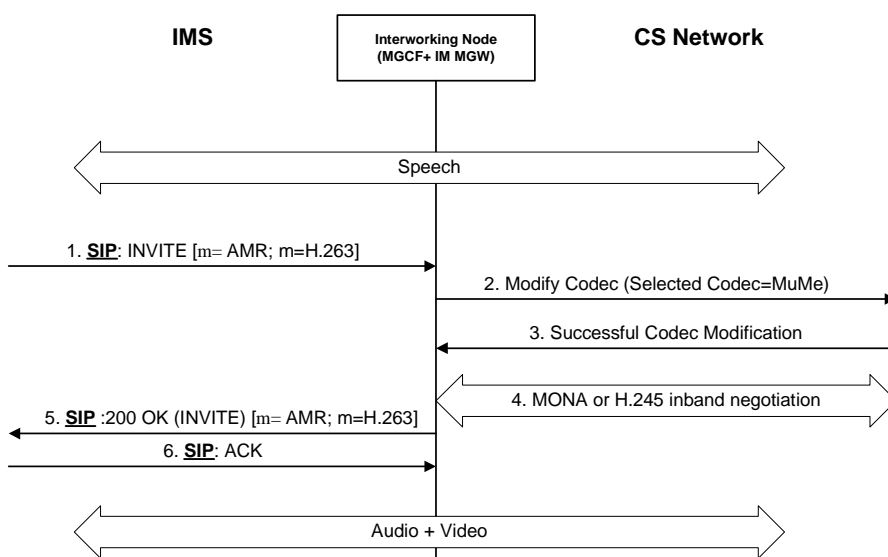 IMS
Interworking Node
(MGCF+ IM MGW)
CS Network
Speech
1. SIP: INVITE [m= AMR; m=H.263]
2. Modify Codec (Selected Codec=MuMe)
3. Successful Codec Modification
4. MONA or H.245 inband negotiation
5. SIP :200 OK (INVITE) [m= AMR; m=H.263]
6. SIP: ACK
Audio + Video